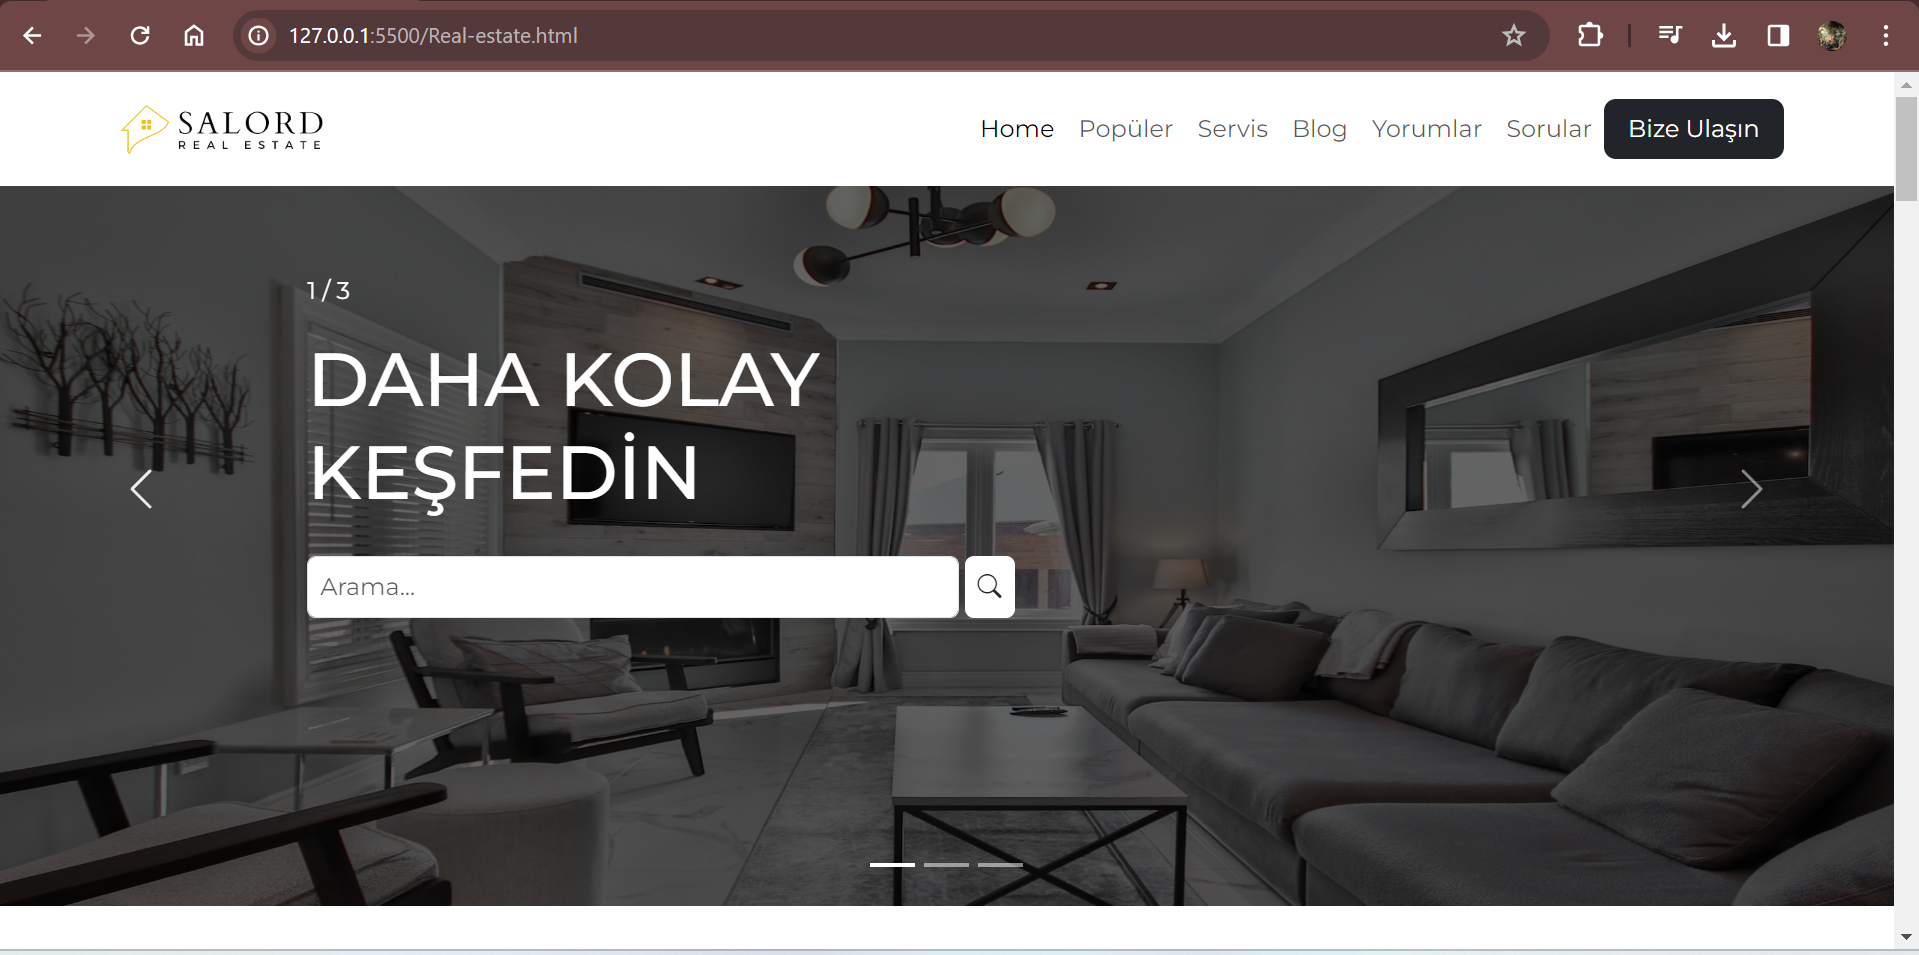 127.0.0.1:5500/Real-estate.html
SALORD
REAL ESTATE
Home Popüler Servis Blog Yorumlar Sorular Bize Ulaşın
1 / 3
DAHA KOLAY
KEŞFEDİN
Arama...